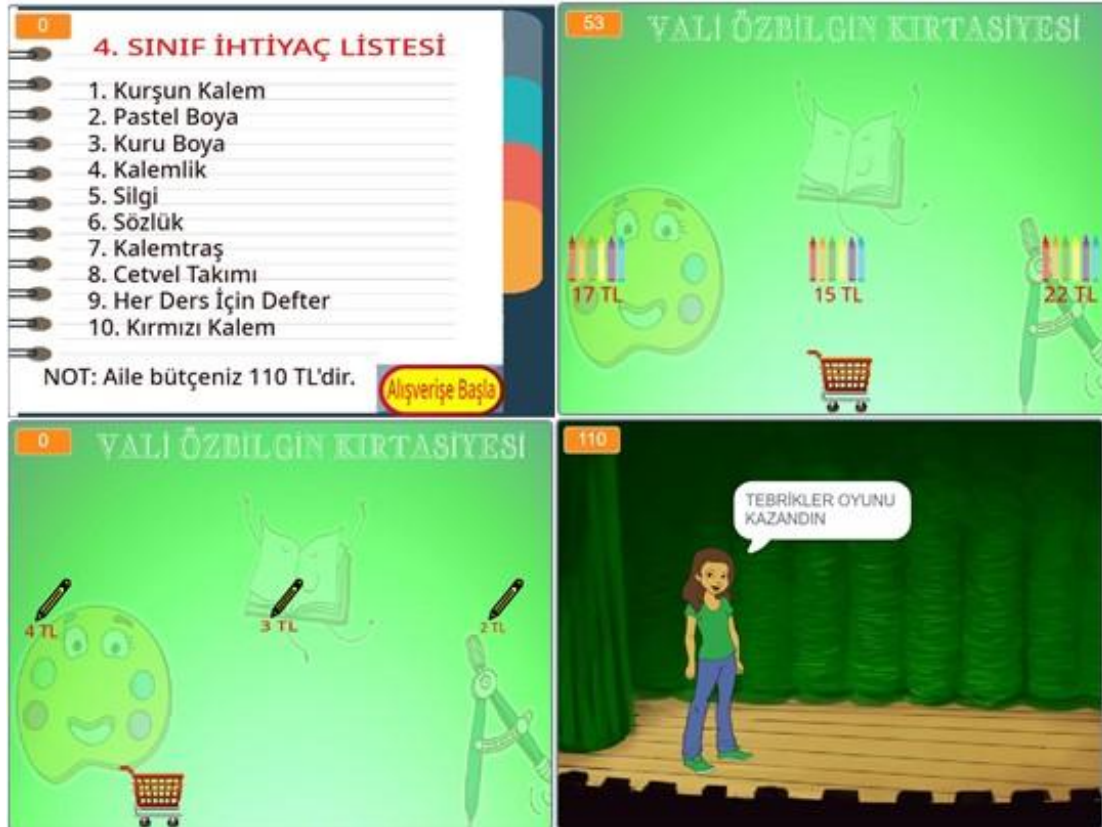 0
4. SINIF İHTİYAÇ LİSTESİ
1. Kurşun Kalem
2. Pastel Boya
3. Kuru Boya
4. Kalemlik
5. Silgi
6. Sözlük
7. Kalemtraş
8. Cetvel Takımı
9. Her Ders İçin Defter
10. Kırmızı Kalem
NOT: Aile bütçeniz 110 TL'dir.
Alışverişe Başla
53
VALİ ÖZBİLGİN KIRTASİYESİ
17 TL
15 TL
22 TL
0
VALİ ÖZBİLGİN KIRTASİYESİ
4 TL
3 TL
2 TL
110
TEBRİKLER OYUNU
KAZANDIN